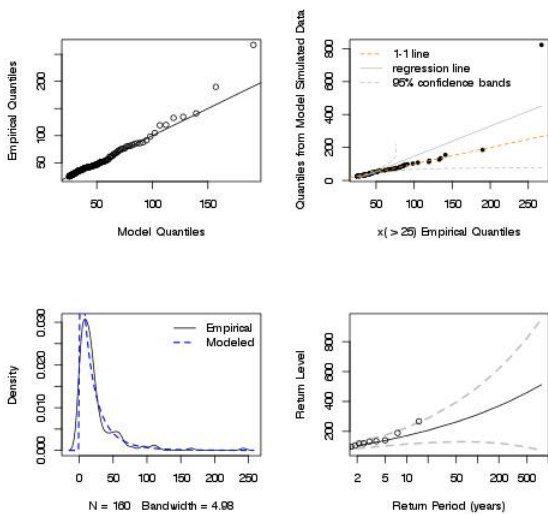 Empirical Quantiles
50 100 200
50 100 150
Model Quantiles
Quantiles from Model Simulated Data
0 200 400 600 800
1-1 line
regression line
95% confidence bands
50 100 150 200 250
x( > 25) Empirical Quantiles
Density
0.000 0.010 0.020 0.030
Empirical
Modeled
0 50 100 150 200 250
N = 160 Bandwidth = 4.98
Return Level
200 400 600 800
2 5 10 50 500
Return Period (years)